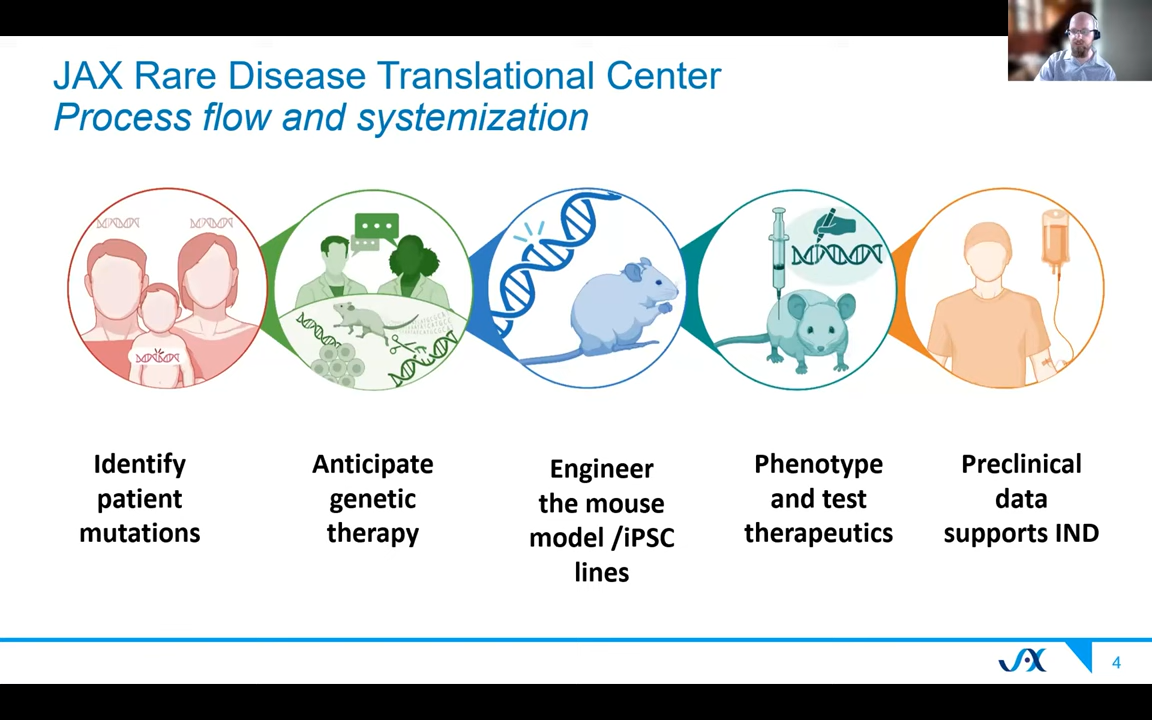 JAX Rare Disease Translational Center
Process flow and systemization
Identify
patient
mutations
Anticipate
genetic
therapy
Engineer
the mouse
model /iPSC
lines
Phenotype
and test
therapeutics
Preclinical
data
supports IND
JAX
4